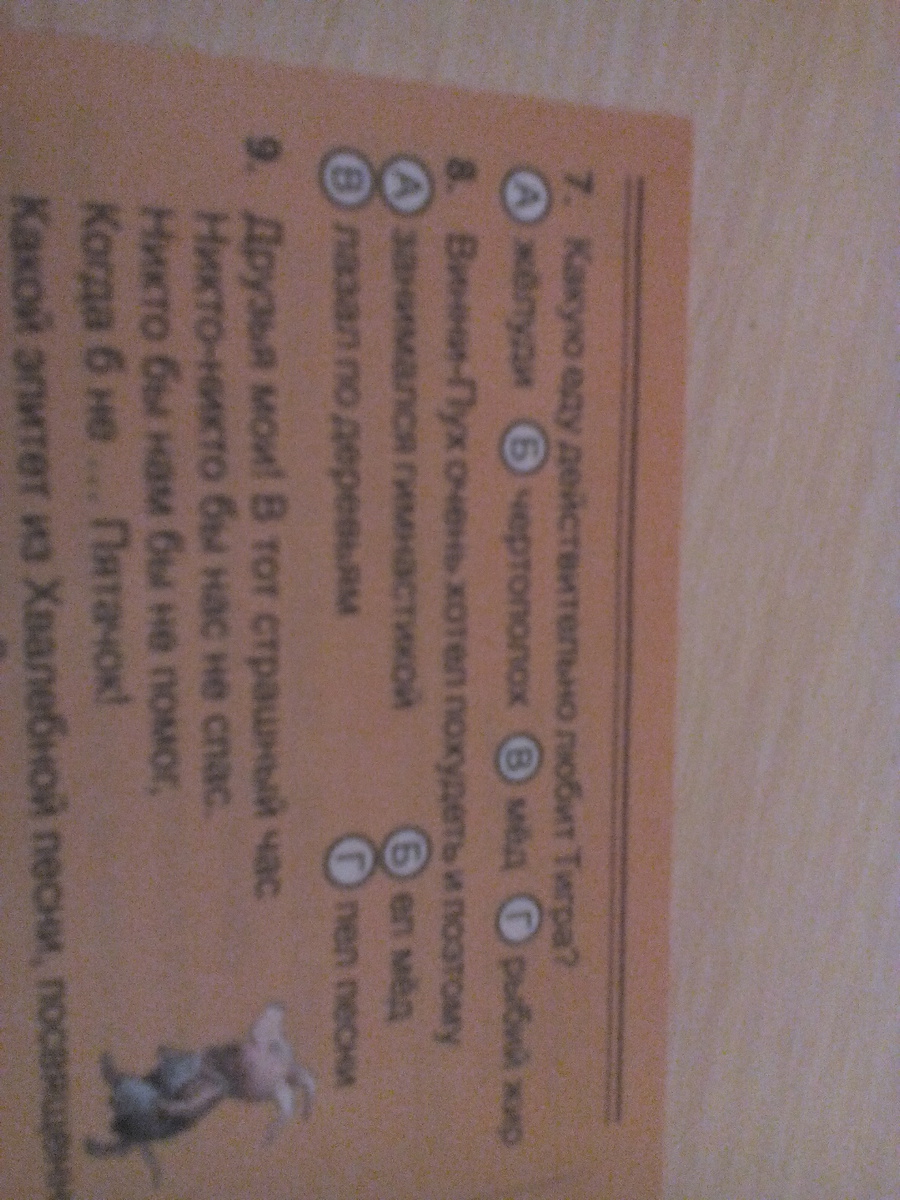 7. Какую еду действительно любит Тигра?
А жёлуди Б чертополох В мёд Г рыбий жир
8. Винни-Пух очень хотел похудеть и поэтому
А занимался гимнастикой Б ел мёд
В лазал по деревьям Г пел песни
9. Друзья мои! В тот страшный час
Никто-никто бы нас не спас.
Никто бы нам бы не помог,
Когда б не ... Пятачок!
Какой эпитет из Хвалебной песни, посвящённ